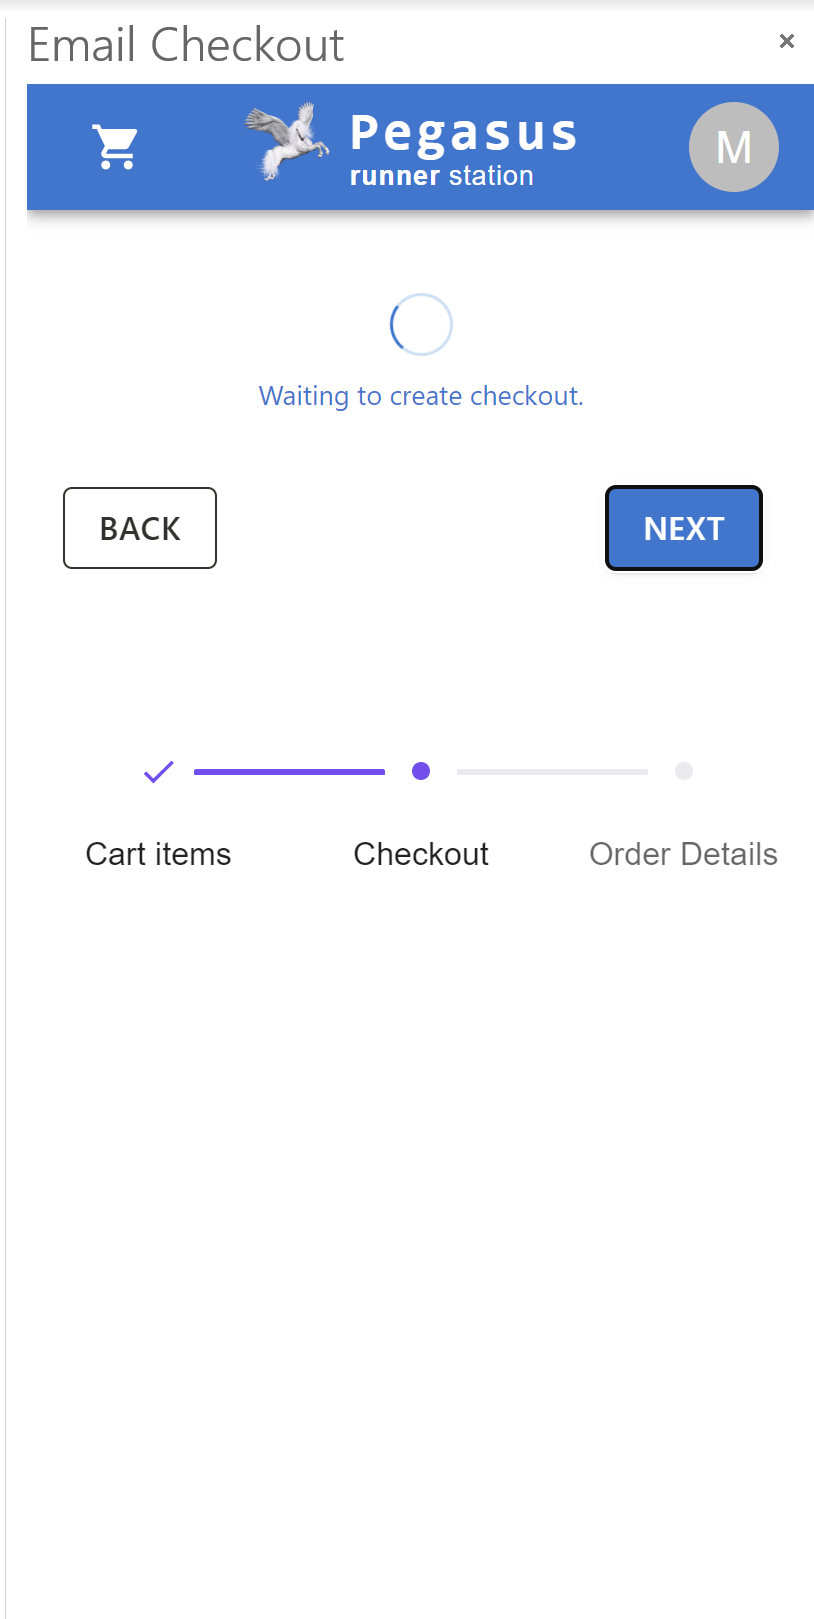 Email Checkout
Pegasus
runner station
M
Waiting to create checkout.
BACK
NEXT
Cart items
Checkout
Order Details